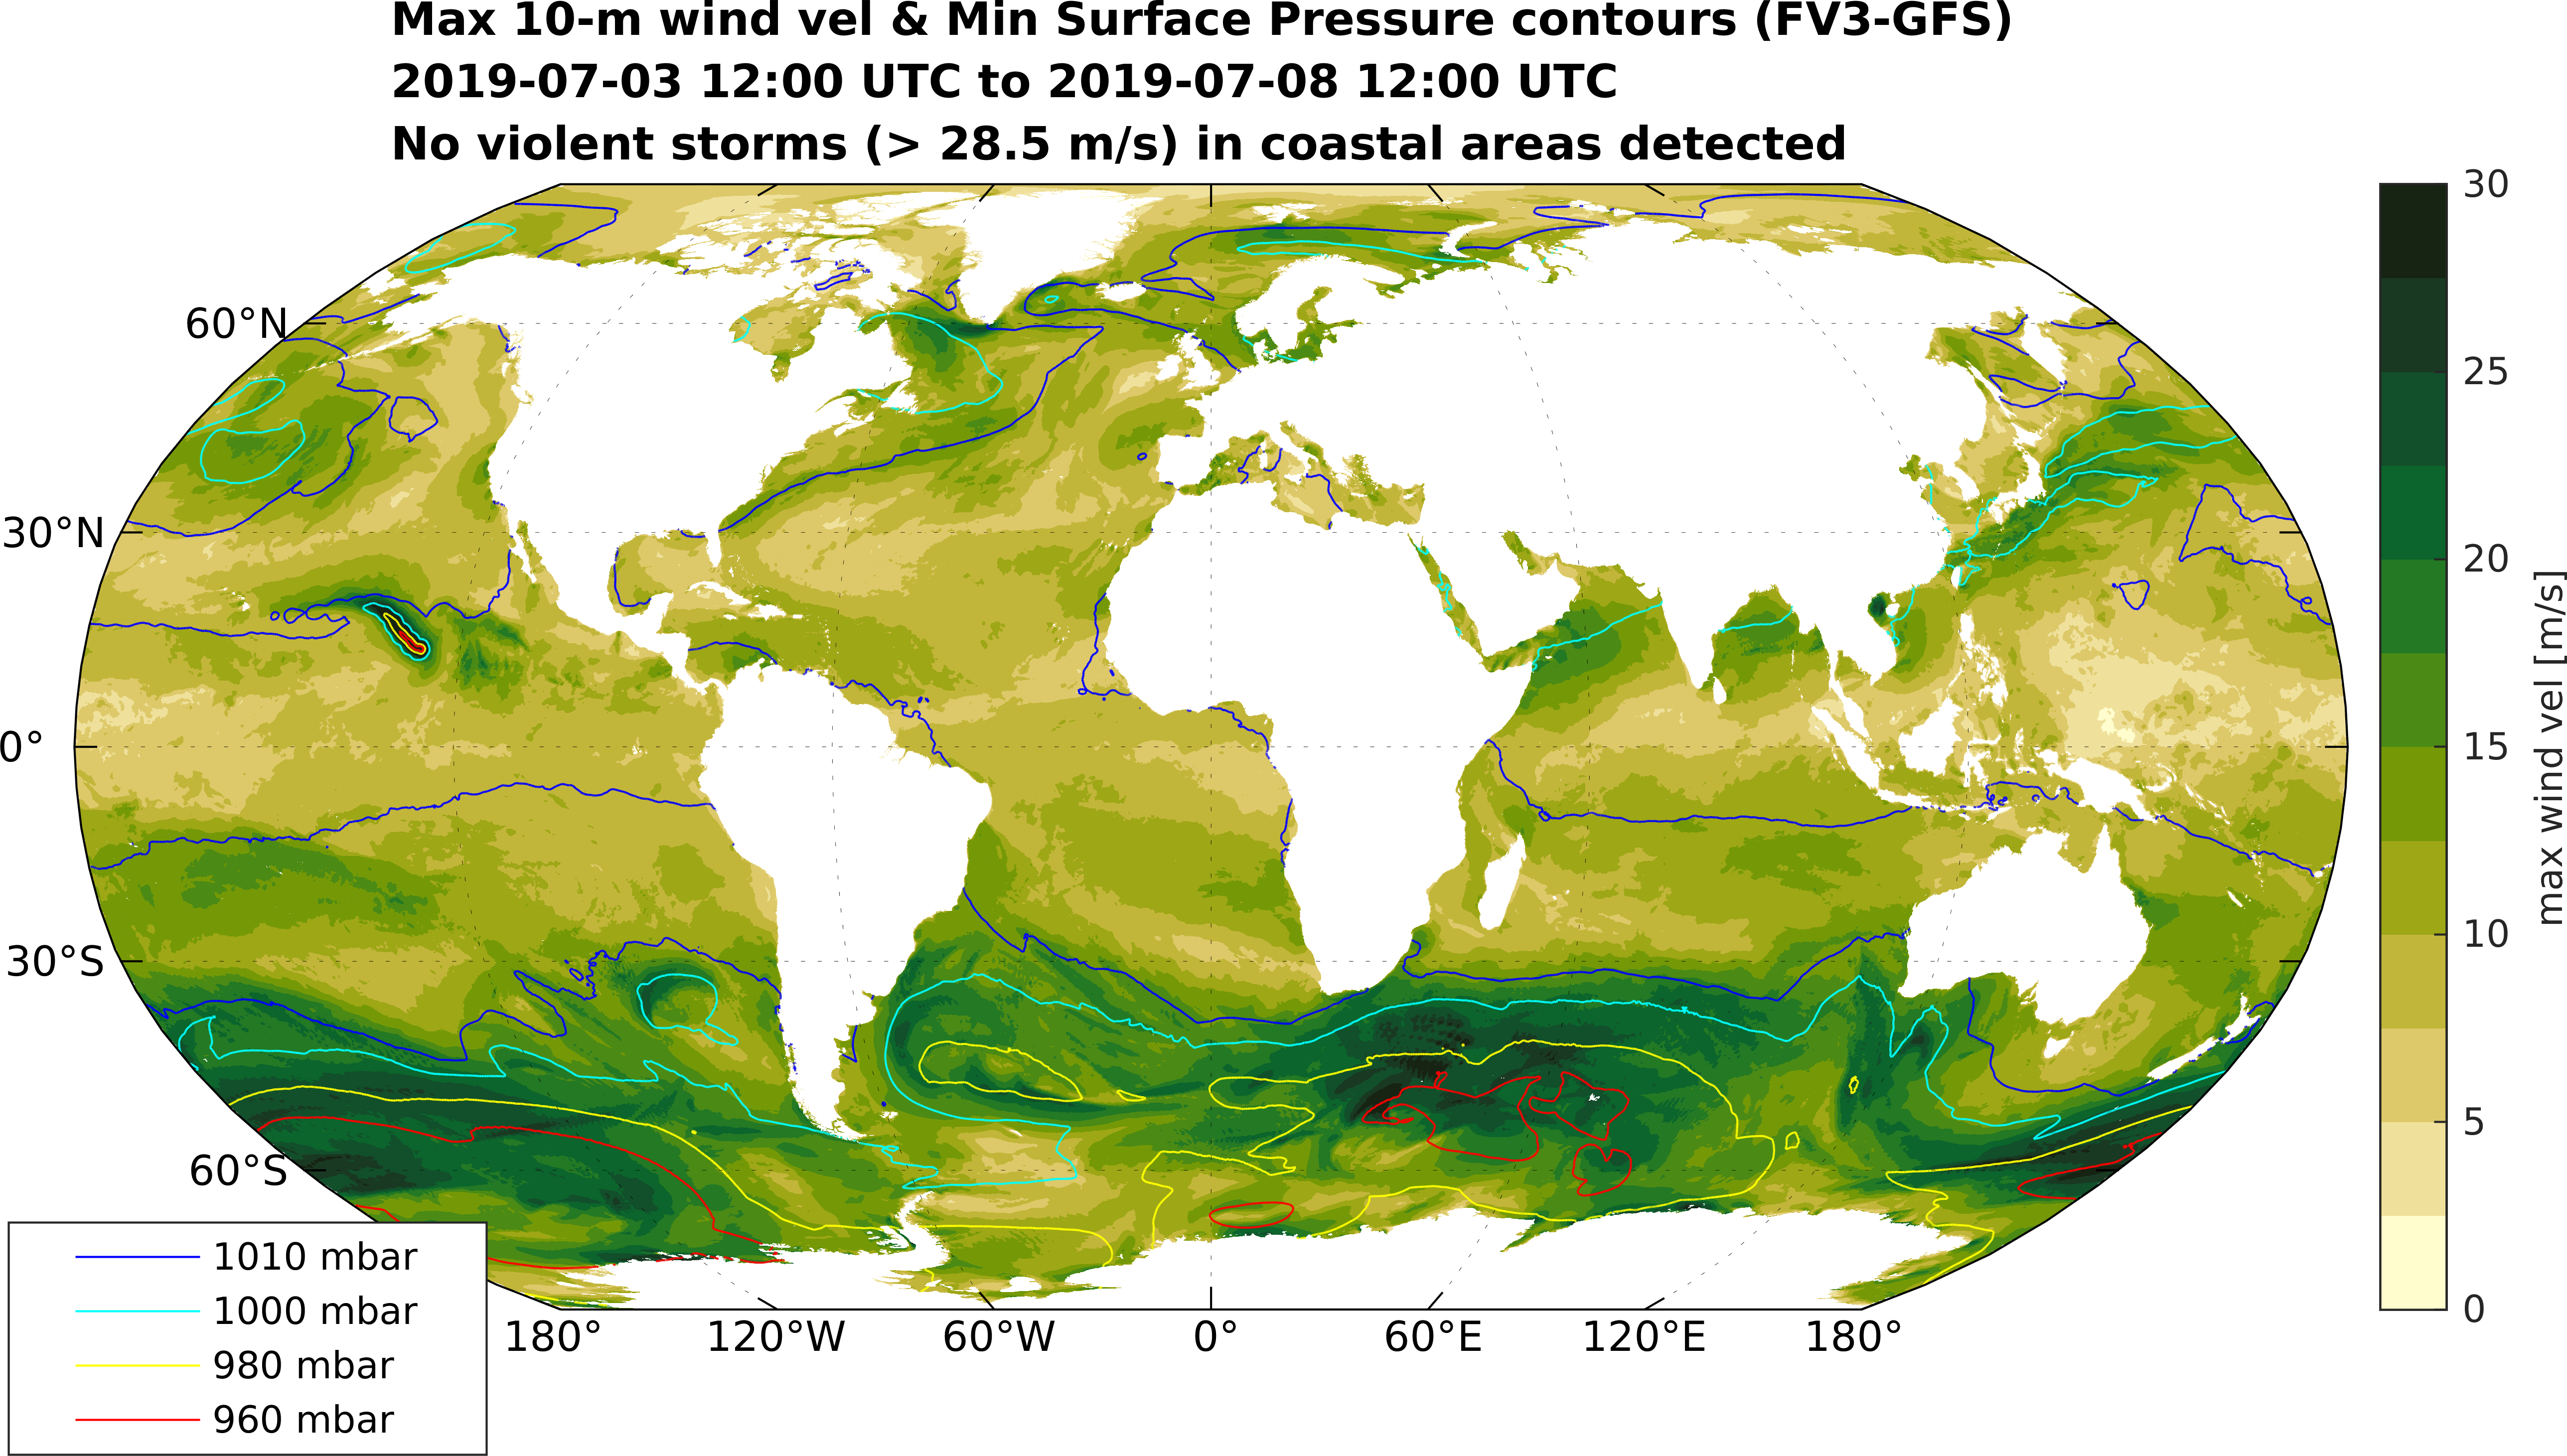 Max 10-m wind vel & Min Surface Pressure contours (FV3-GFS)
2019-07-03 12:00 UTC to 2019-07-08 12:00 UTC
No violent storms (> 28.5 m/s) in coastal areas detected
60°N
30°N
0°
30°S
60°S
180°
120°W
60°W
0°
60°E
120°E
180°
1010 mbar
1000 mbar
980 mbar
960 mbar
30
25
20
15
10
5
0
max wind vel [m/s]